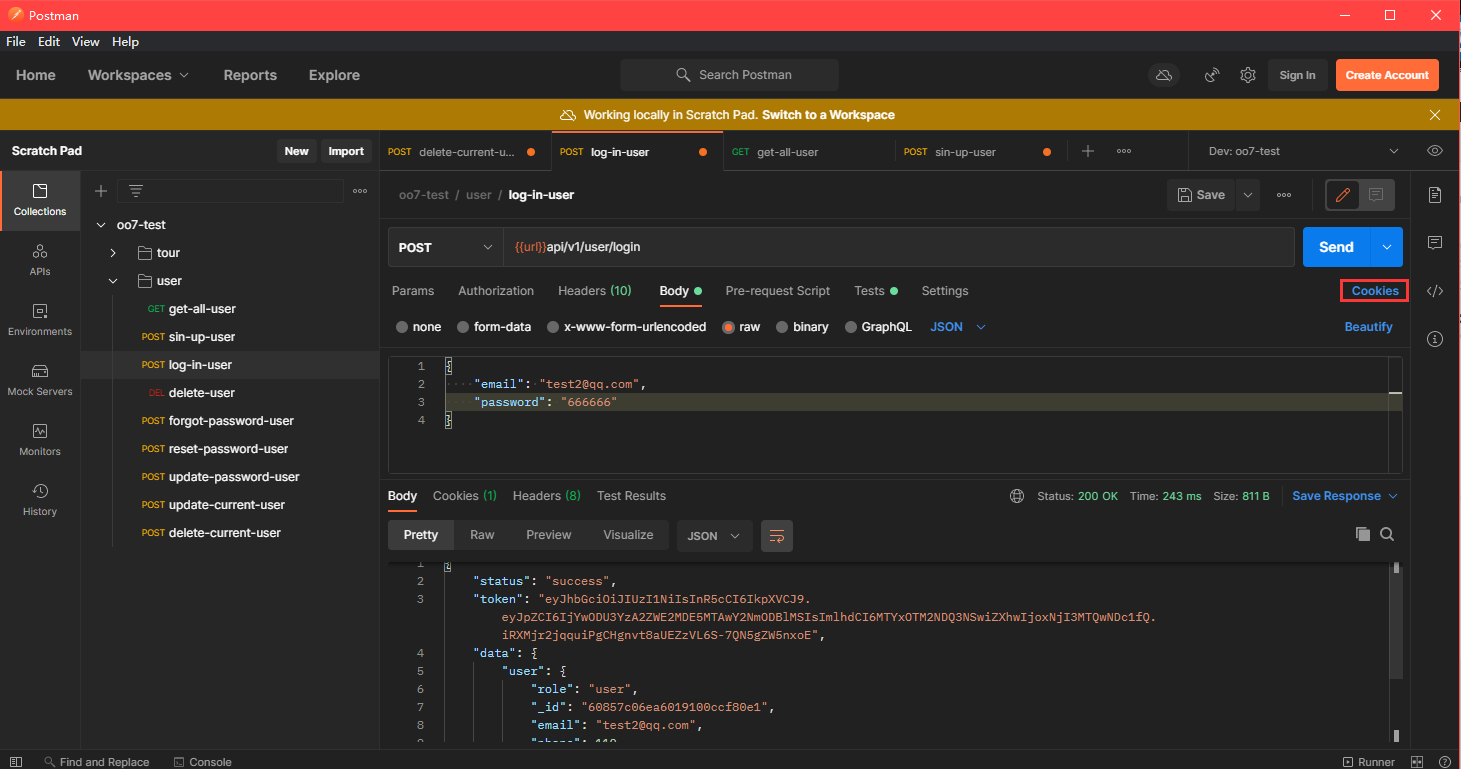 Postman
File Edit View Help
Home Workspaces Reports Explore Search Postman Sign In Create Account
Working locally in Scratch Pad. Switch to a Workspace
Scratch Pad New Import
POST delete-current-u... POST log-in-user GET get-all-user POST sin-up-user Dev: oo7-test
Collections
APIs
Environments
Mock Servers
Monitors
History
oo7-test
tour
user
GET get-all-user
POST sin-up-user
POST log-in-user
DEL delete-user
POST forgot-password-user
POST reset-password-user
POST update-password-user
POST update-current-user
POST delete-current-user
oo7-test / user / log-in-user Save
POST {{url}}api/v1/user/login Send
Params Authorization Headers (10) Body Pre-request Script Tests Settings Cookies
none form-data x-www-form-urlencoded raw binary GraphQL JSON Beautify
1 {
2 "email": "test2@qq.com",
3 "password": "666666"
4 }
Body Cookies (1) Headers (8) Test Results Status: 200 OK Time: 243 ms Size: 811 B Save Response
Pretty Raw Preview Visualize JSON
1 {
2 "status": "success",
3 "token": "eyJhbGciOiJIUzI1NiIsInR5cCI6IkpXVCJ9.
eyJpZCI6IjYwODU3YzA2ZWE2MDE5MTAwY2NmODBlMSIsImlhdCI6MTYxOTM2NDQ3NSwiZXhwIjoxNjI3MTQwNDc1fQ.
iRXMjr2jqquiPgCHgnvt8aUEZzVL6S-7QN5gZW5nxoE",
4 "data": {
5 "user": {
6 "role": "user",
7 "_id": "60857c06ea6019100ccf80e1",
8 "email": "test2@qq.com",
9 "phone": 110
Find and Replace Console Runner